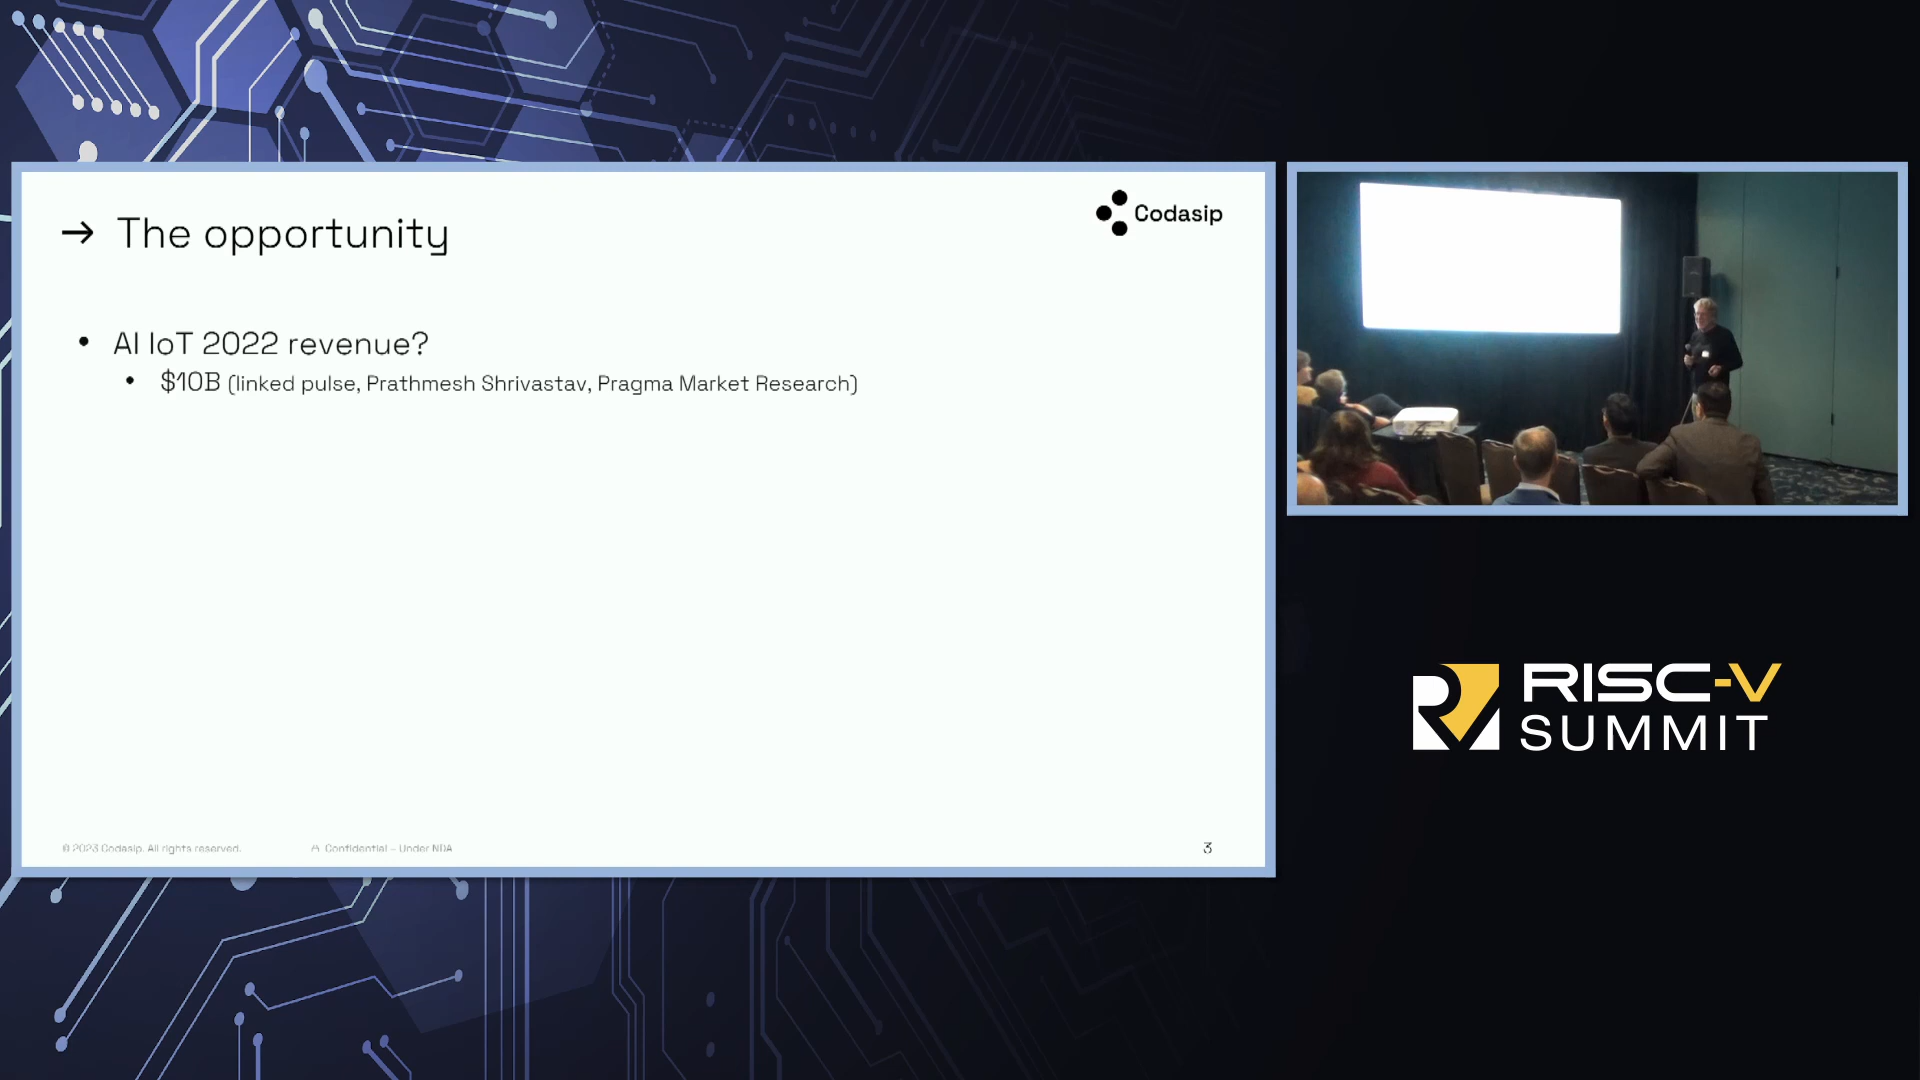 → The opportunity
Codasip
• AI IoT 2022 revenue?
• $10B (linked pulse, Prathmesh Shrivastav, Pragma Market Research)
© 2023 Codasip. All rights reserved.
Confidential – Under NDA
3
RISC-V
SUMMIT